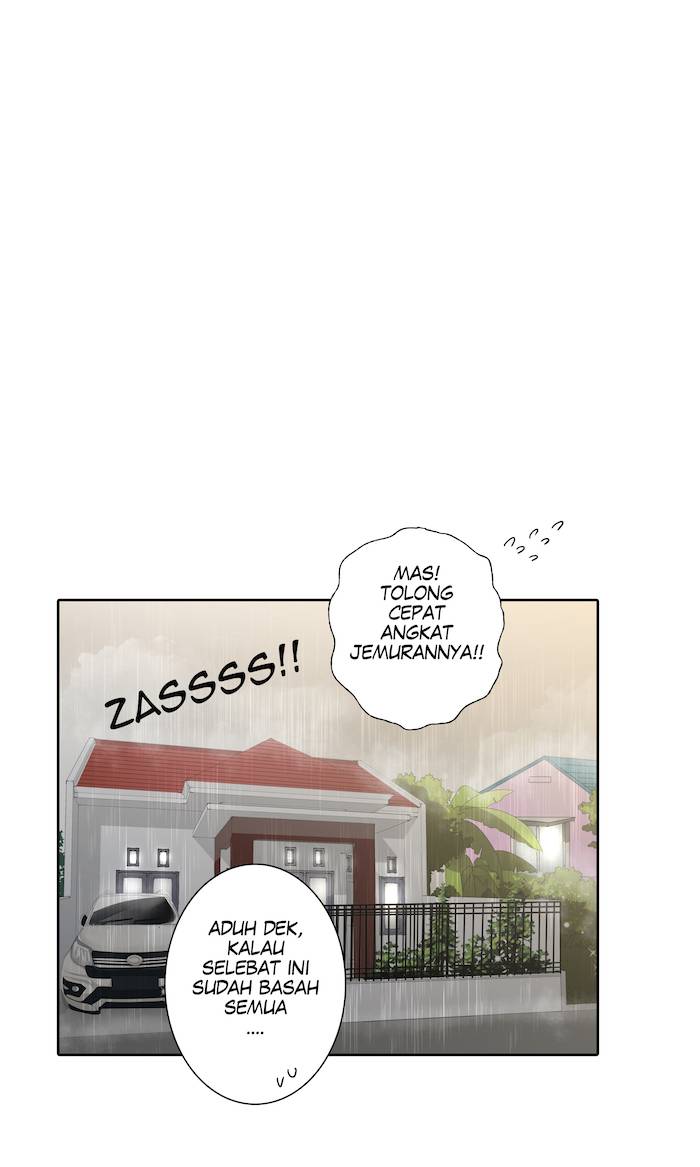 MAS!
TOLONG
CEPAT
ANGKAT
JEMURANNYA!!
ZASSSS!!
ADUH DEK,
KALAU
SELEBAT INI
SUDAH BASAH
SEMUA
....